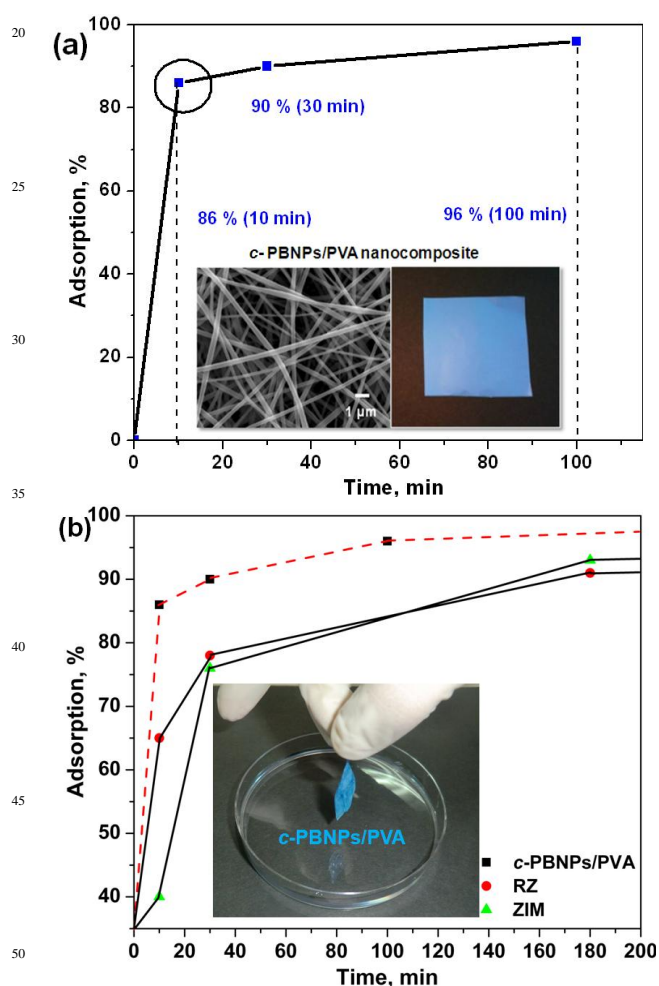 20
25
30
35
40
45
50
(a)
100
80
60
40
20
0
Adsorption, %
90 % (30 min)
86 % (10 min)
96 % (100 min)
c- PBNPs/PVA nanocomposite
1 µm
0
20
40
60
80
100
Time, min
(b)
100
90
80
70
60
50
40
Adsorption, %
c-PBNPs/PVA
c-PBNPs/PVA
RZ
ZIM
0
20
40
60
80
100
120
140
160
180
200
Time, min